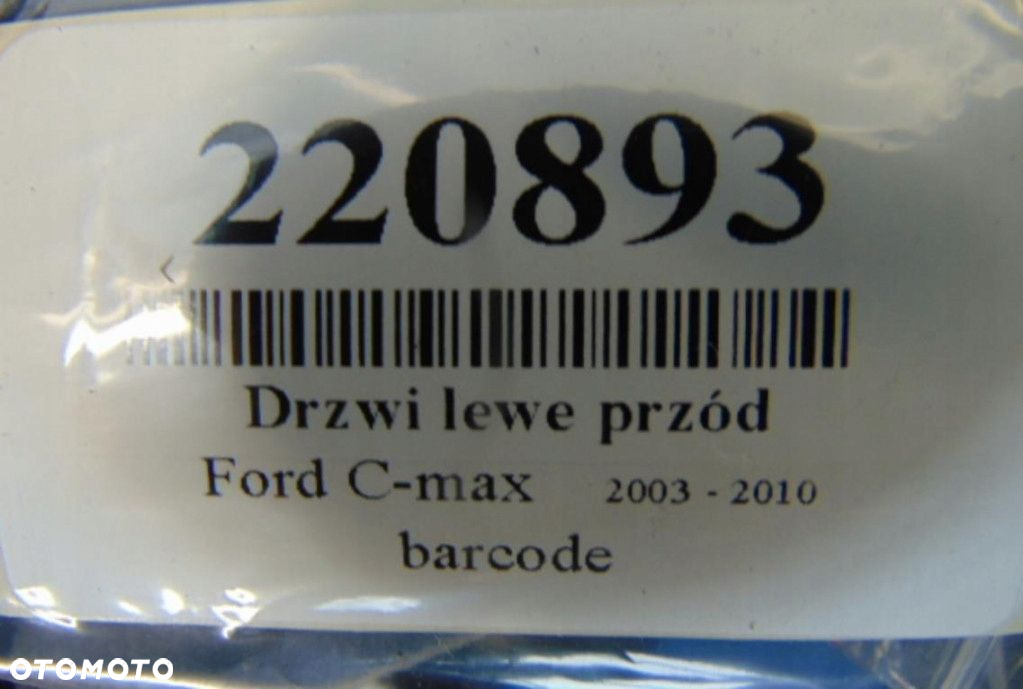 220893
Drzwi lewe przód
Ford C-max 2003 - 2010
barcode
OTOMOTO